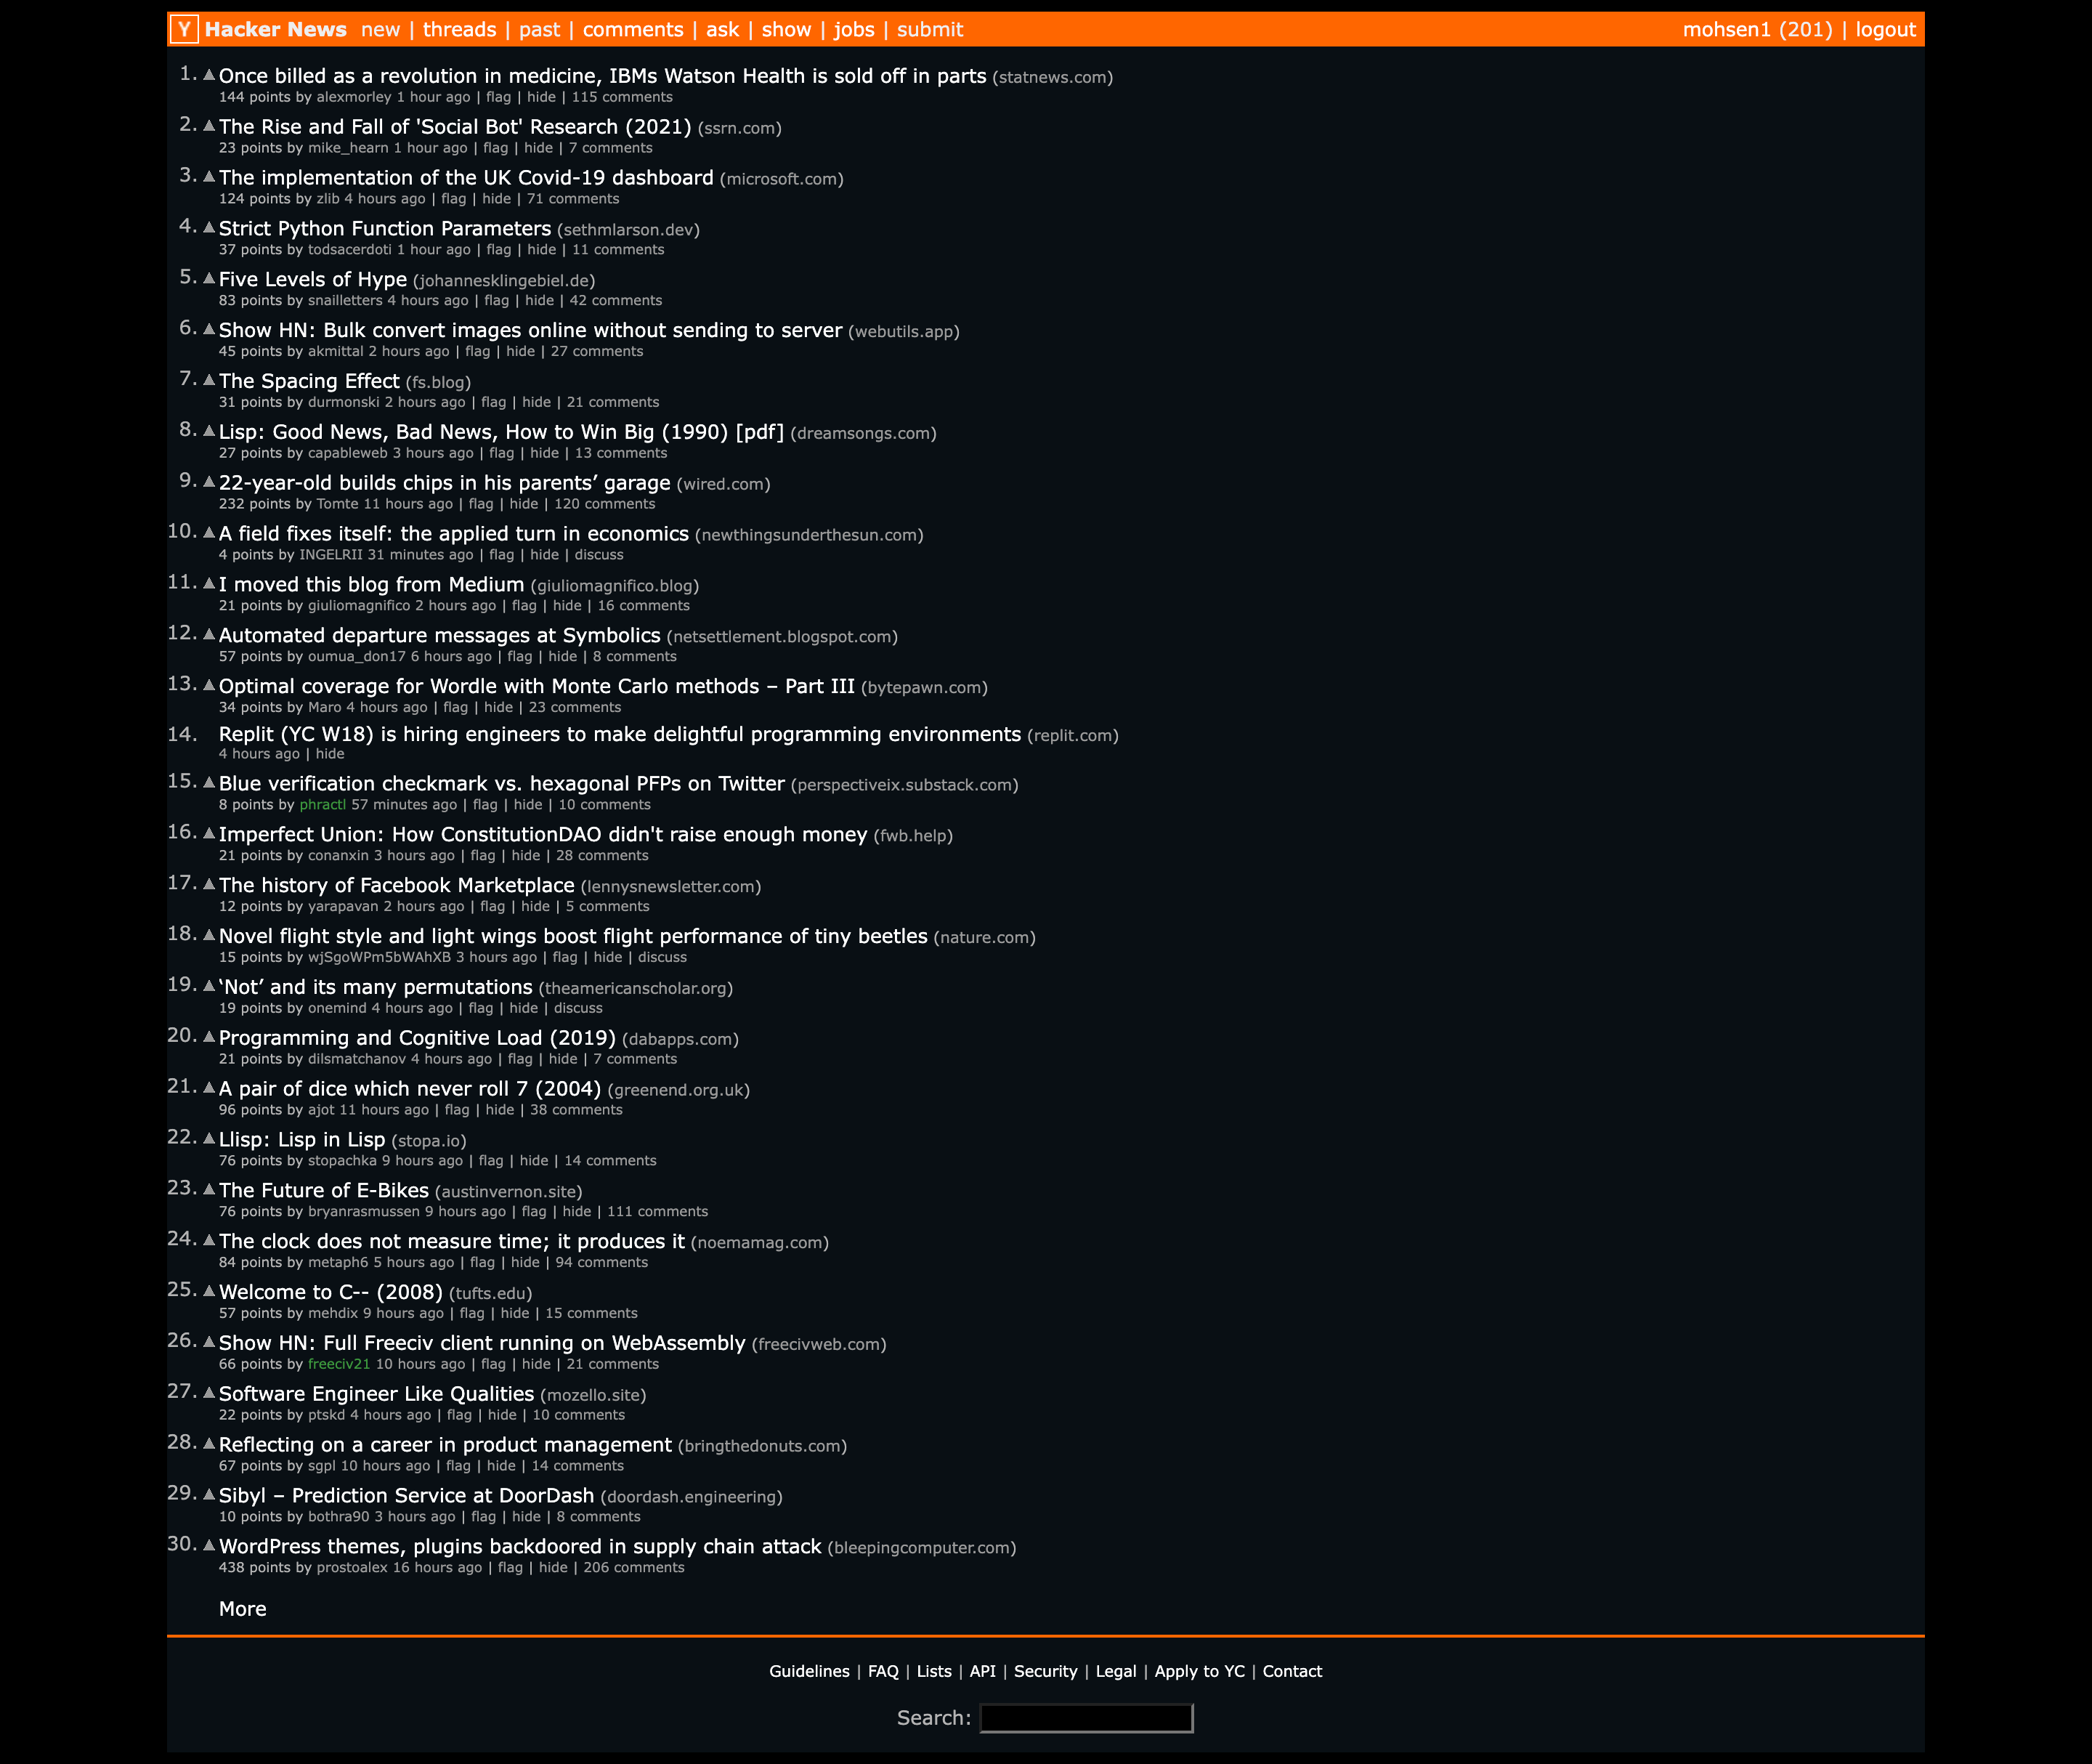 Y Hacker News new | threads | past | comments | ask | show | jobs | submit mohsen1 (201) | logout
1. ▲ Once billed as a revolution in medicine, IBMs Watson Health is sold off in parts (statnews.com)
144 points by alexmorley 1 hour ago | flag | hide | 115 comments
2. ▲ The Rise and Fall of 'Social Bot' Research (2021) (ssrn.com)
23 points by mike_hearn 1 hour ago | flag | hide | 7 comments
3. ▲ The implementation of the UK Covid-19 dashboard (microsoft.com)
124 points by zlib 4 hours ago | flag | hide | 71 comments
4. ▲ Strict Python Function Parameters (sethmlarson.dev)
37 points by todsacerdoti 1 hour ago | flag | hide | 11 comments
5. ▲ Five Levels of Hype (johannesklingebiel.de)
83 points by snailletters 4 hours ago | flag | hide | 42 comments
6. ▲ Show HN: Bulk convert images online without sending to server (webutils.app)
45 points by akmittal 2 hours ago | flag | hide | 27 comments
7. ▲ The Spacing Effect (fs.blog)
31 points by durmonski 2 hours ago | flag | hide | 21 comments
8. ▲ Lisp: Good News, Bad News, How to Win Big (1990) [pdf] (dreamsongs.com)
27 points by capableweb 3 hours ago | flag | hide | 13 comments
9. ▲ 22-year-old builds chips in his parents’ garage (wired.com)
232 points by Tomte 11 hours ago | flag | hide | 120 comments
10. ▲ A field fixes itself: the applied turn in economics (newthingsunderthesun.com)
4 points by INGELRII 31 minutes ago | flag | hide | discuss
11. ▲ I moved this blog from Medium (giuliomagnifico.blog)
21 points by giuliomagnifico 2 hours ago | flag | hide | 16 comments
12. ▲ Automated departure messages at Symbolics (netsettlement.blogspot.com)
57 points by oumua_don17 6 hours ago | flag | hide | 8 comments
13. ▲ Optimal coverage for Wordle with Monte Carlo methods – Part III (bytepawn.com)
34 points by Maro 4 hours ago | flag | hide | 23 comments
14. Replit (YC W18) is hiring engineers to make delightful programming environments (replit.com)
4 hours ago | hide
15. ▲ Blue verification checkmark vs. hexagonal PFPs on Twitter (perspectiveix.substack.com)
8 points by phractl 57 minutes ago | flag | hide | 10 comments
16. ▲ Imperfect Union: How ConstitutionDAO didn't raise enough money (fwb.help)
21 points by conanxin 3 hours ago | flag | hide | 28 comments
17. ▲ The history of Facebook Marketplace (lennysnewsletter.com)
12 points by yarapavan 2 hours ago | flag | hide | 5 comments
18. ▲ Novel flight style and light wings boost flight performance of tiny beetles (nature.com)
15 points by wjSgoWPm5bWAhXB 3 hours ago | flag | hide | discuss
19. ▲ ‘Not’ and its many permutations (theamericanscholar.org)
19 points by onemind 4 hours ago | flag | hide | discuss
20. ▲ Programming and Cognitive Load (2019) (dabapps.com)
21 points by dilsmatchanov 4 hours ago | flag | hide | 7 comments
21. ▲ A pair of dice which never roll 7 (2004) (greenend.org.uk)
96 points by ajot 11 hours ago | flag | hide | 38 comments
22. ▲ Llisp: Lisp in Lisp (stopa.io)
76 points by stopachka 9 hours ago | flag | hide | 14 comments
23. ▲ The Future of E-Bikes (austinvernon.site)
76 points by bryanrasmussen 9 hours ago | flag | hide | 111 comments
24. ▲ The clock does not measure time; it produces it (noemamag.com)
84 points by metaph6 5 hours ago | flag | hide | 94 comments
25. ▲ Welcome to C-- (2008) (tufts.edu)
57 points by mehdix 9 hours ago | flag | hide | 15 comments
26. ▲ Show HN: Full Freeciv client running on WebAssembly (freecivweb.com)
66 points by freeciv21 10 hours ago | flag | hide | 21 comments
27. ▲ Software Engineer Like Qualities (mozello.site)
22 points by ptskd 4 hours ago | flag | hide | 10 comments
28. ▲ Reflecting on a career in product management (bringthedonuts.com)
67 points by sgpl 10 hours ago | flag | hide | 14 comments
29. ▲ Sibyl – Prediction Service at DoorDash (doordash.engineering)
10 points by bothra90 3 hours ago | flag | hide | 8 comments
30. ▲ WordPress themes, plugins backdoored in supply chain attack (bleepingcomputer.com)
438 points by prostoalex 16 hours ago | flag | hide | 206 comments
More
Guidelines | FAQ | Lists | API | Security | Legal | Apply to YC | Contact
Search: